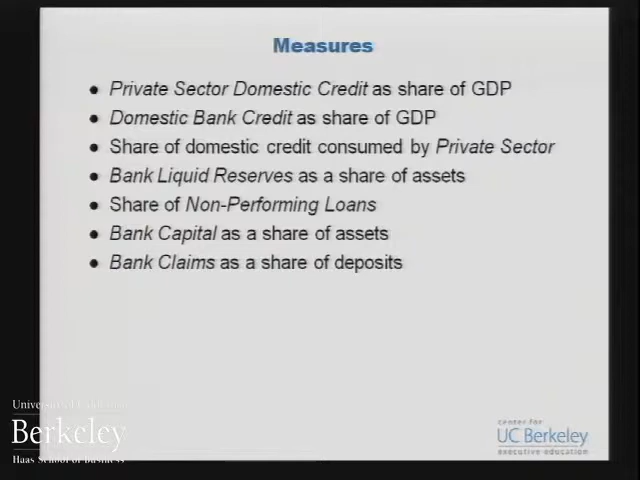 Measures
• Private Sector Domestic Credit as share of GDP
• Domestic Bank Credit as share of GDP
• Share of domestic credit consumed by Private Sector
• Bank Liquid Reserves as a share of assets
• Share of Non-Performing Loans
• Bank Capital as a share of assets
• Bank Claims as a share of deposits
University of California
Berkeley
Haas School of Business
center for
UC Berkeley
executive education